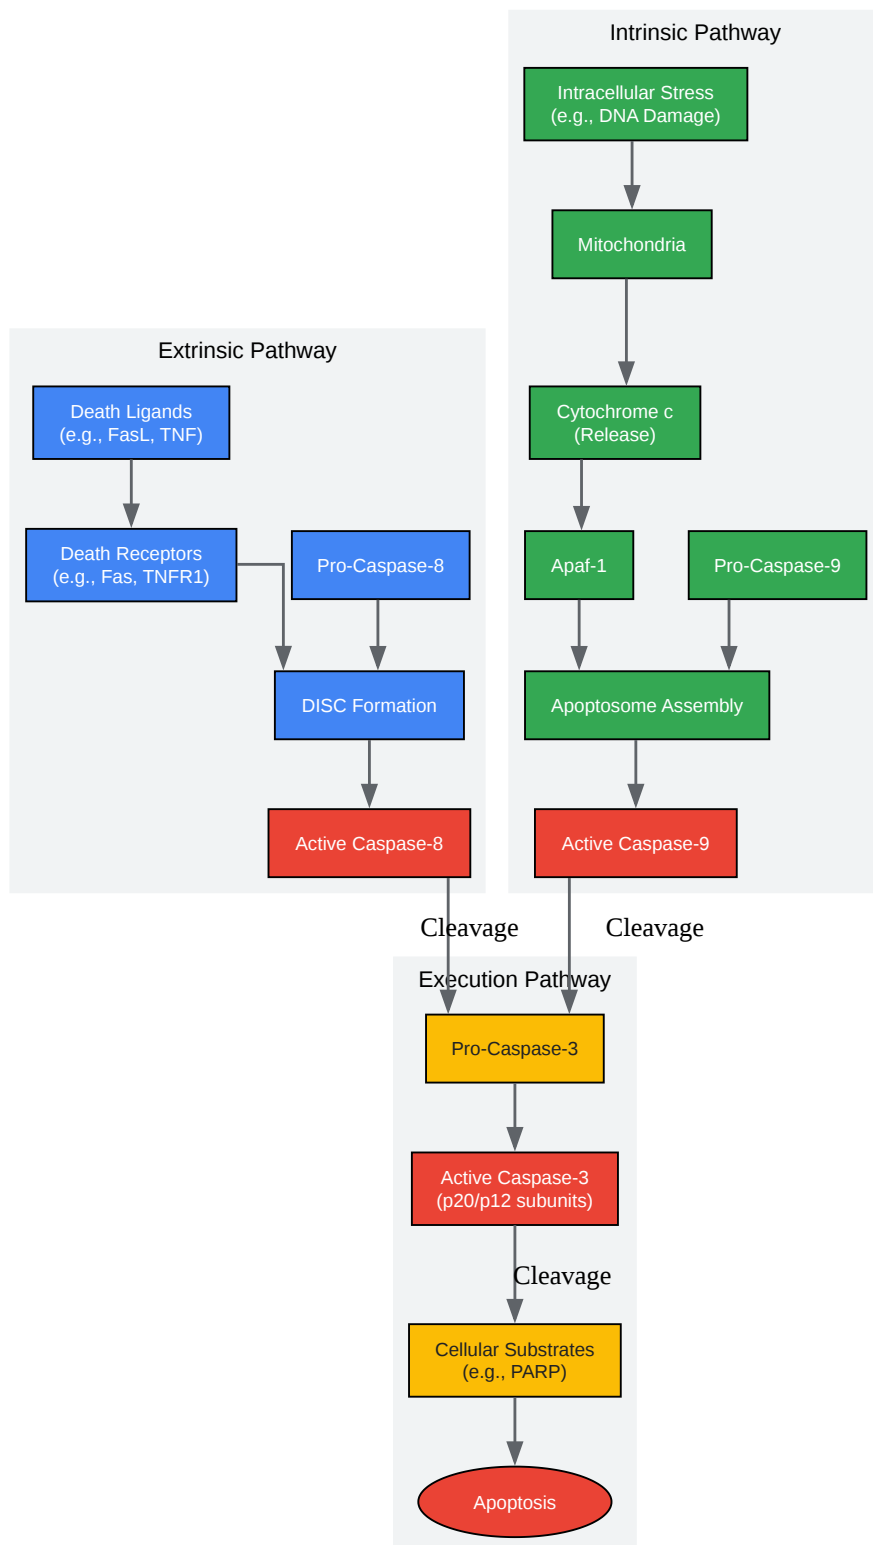 Intrinsic Pathway
Intracellular Stress
(e.g., DNA Damage)
Mitochondria
Extrinsic Pathway
Death Ligands
(e.g., FasL, TNF)
Cytochrome c
(Release)
Death Receptors
(e.g., Fas, TNFR1)
Pro-Caspase-8
Apaf-1
Pro-Caspase-9
DISC Formation
Apoptosome Assembly
Active Caspase-8
Active Caspase-9
Cleavage
Cleavage
Execution Pathway
Pro-Caspase-3
Active Caspase-3
(p20/p12 subunits)
Cleavage
Cellular Substrates
(e.g., PARP)
Apoptosis